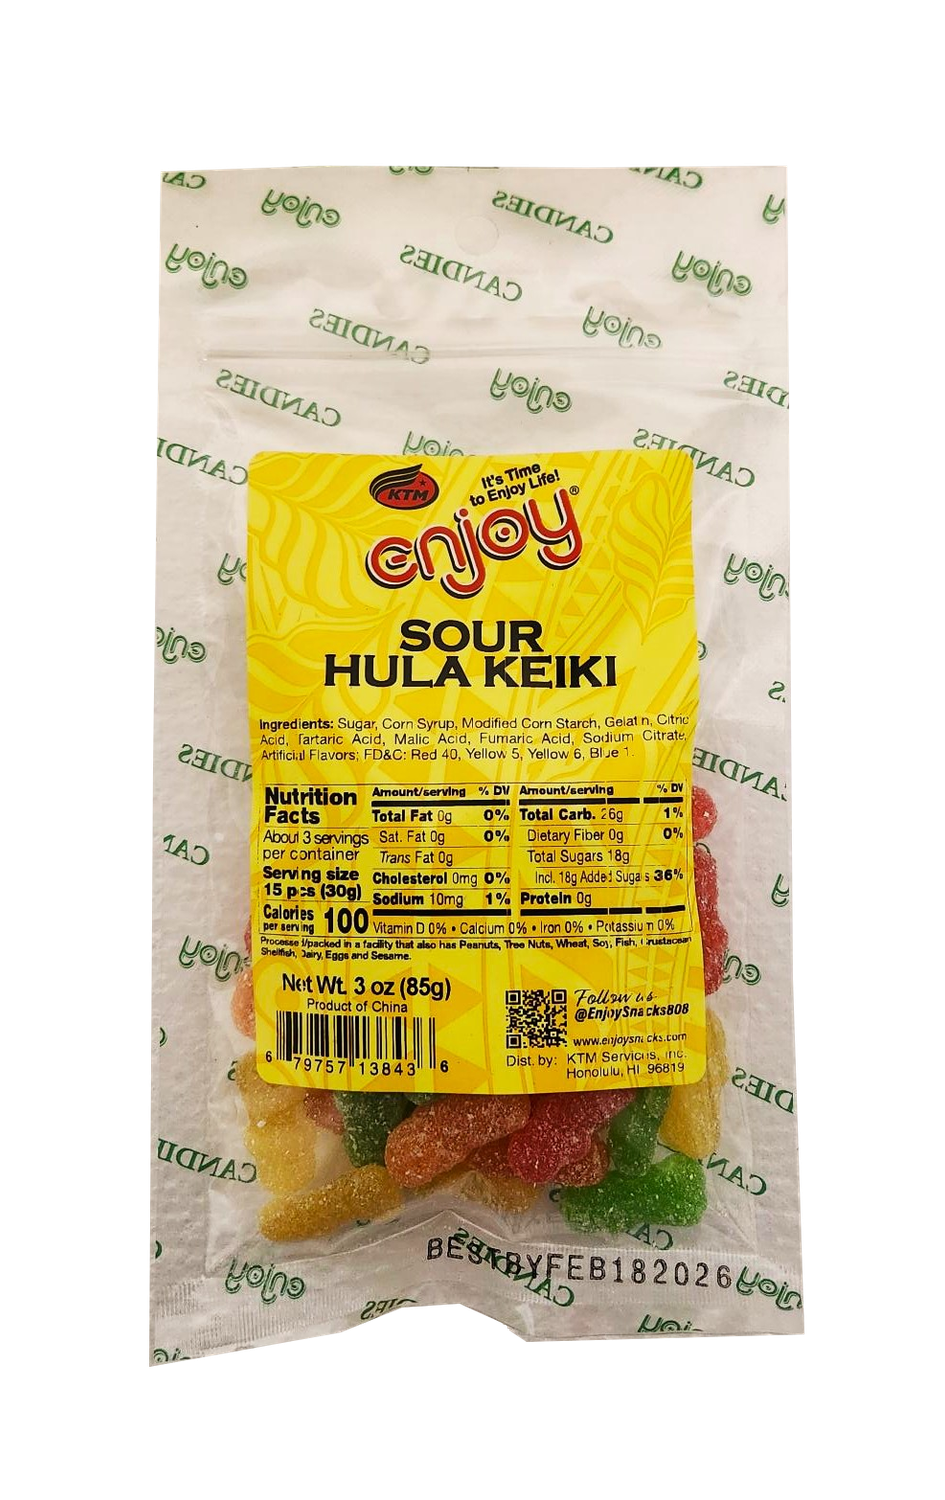 KTM
It's Time
to Enjoy Life!
enjoy®
SOUR
HULA KEIKI
Ingredients: Sugar, Corn Syrup, Modified Corn Starch, Gelatin, Citric
Acid, Tartaric Acid, Malic Acid, Fumaric Acid, Sodium Citrate,
Artificial Flavors; FD&C: Red 40, Yellow 5, Yellow 6, Blue 1.
Nutrition
Facts
About 3 servings
per container
Serving size
15 pcs (30g)
Calories
per serving 100
Amount/serving % DV
Total Fat 0g 0%
Sat. Fat 0g 0%
Trans Fat 0g
Cholesterol 0mg 0%
Sodium 10mg 1%
Amount/serving % DV
Total Carb. 26g 1%
Dietary Fiber 0g 0%
Total Sugars 18g
Incl. 18g Added Sugars 36%
Protein 0g
Vitamin D 0% • Calcium 0% • Iron 0% • Potassium 0%
Processed/packed in a facility that also has Peanuts, Tree Nuts, Wheat, Soy, Fish, Crustacean
Shellfish, Dairy, Eggs and Sesame.
Net Wt. 3 oz (85g)
Product of China
6 79757 13843 6
Follow us
@EnjoySnacks808
www.enjoysnacks.com
Dist. by: KTM Services, Inc.
Honolulu, HI 96819
BEST BY FEB 18 2026
enjoy
CANDIES